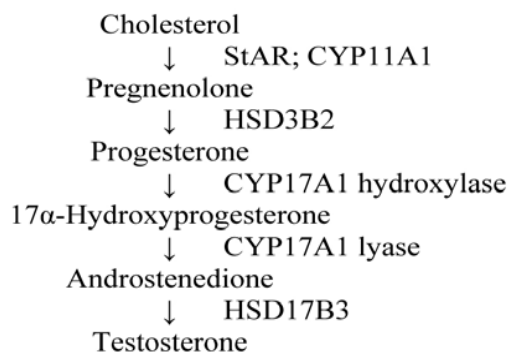 Cholesterol
↓ StAR; CYP11A1
Pregnenolone
↓ HSD3B2
Progesterone
↓ CYP17A1 hydroxylase
17α-Hydroxyprogesterone
↓ CYP17A1 lyase
Androstenedione
↓ HSD17B3
Testosterone